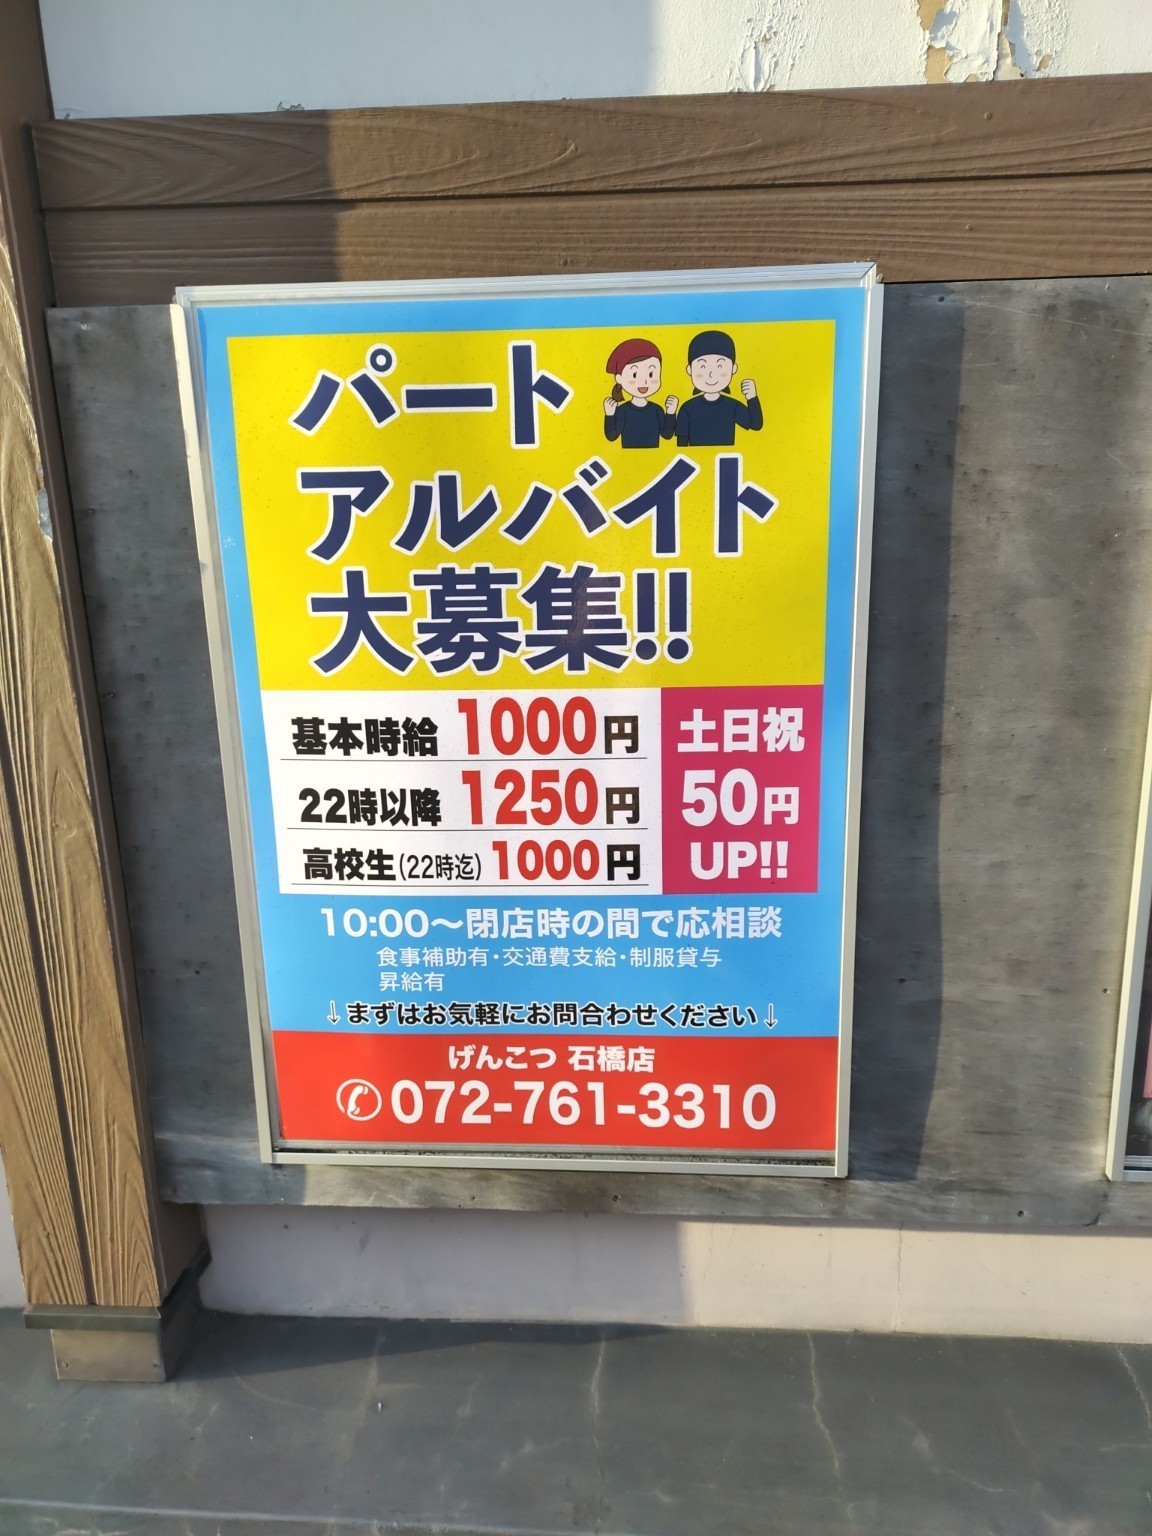 パート
アルバイト
大募集!!
基本時給 1000円
22時以降 1250円
高校生(22時迄) 1000円
土日祝
50円
UP!!
10:00～閉店時の間で応相談
食事補助有・交通費支給・制服貸与
昇給有
↓まずはお気軽にお問合わせください↓
げんこつ 石橋店
072-761-3310